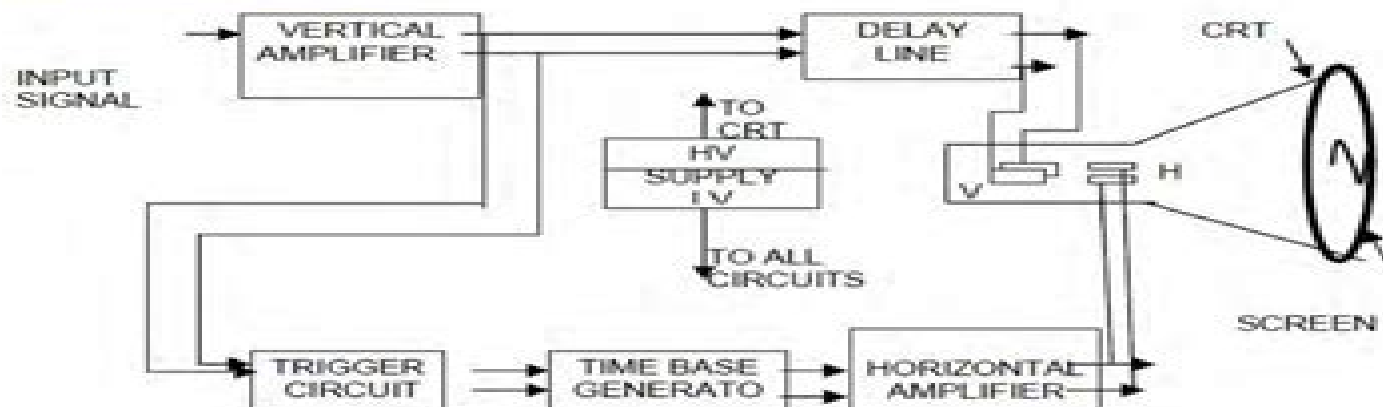 VERTICAL
AMPLIFIER
DELAY
LINE
CRT
INPUT
SIGNAL
TO
CRT
HV
SUPPLY
LV
V
H
TO ALL
CIRCUITS
SCREEN
TRIGGER
CIRCUIT
TIME BASE
GENERATO
HORIZONTAL
AMPLIFIER